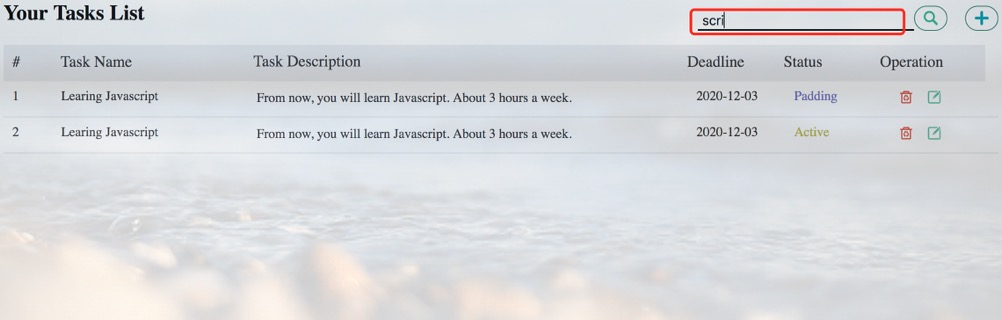 Your Tasks List
scri
# Task Name Task Description Deadline Status Operation
1 Learing Javascript From now, you will learn Javascript. About 3 hours a week. 2020-12-03 Padding
2 Learing Javascript From now, you will learn Javascript. About 3 hours a week. 2020-12-03 Active